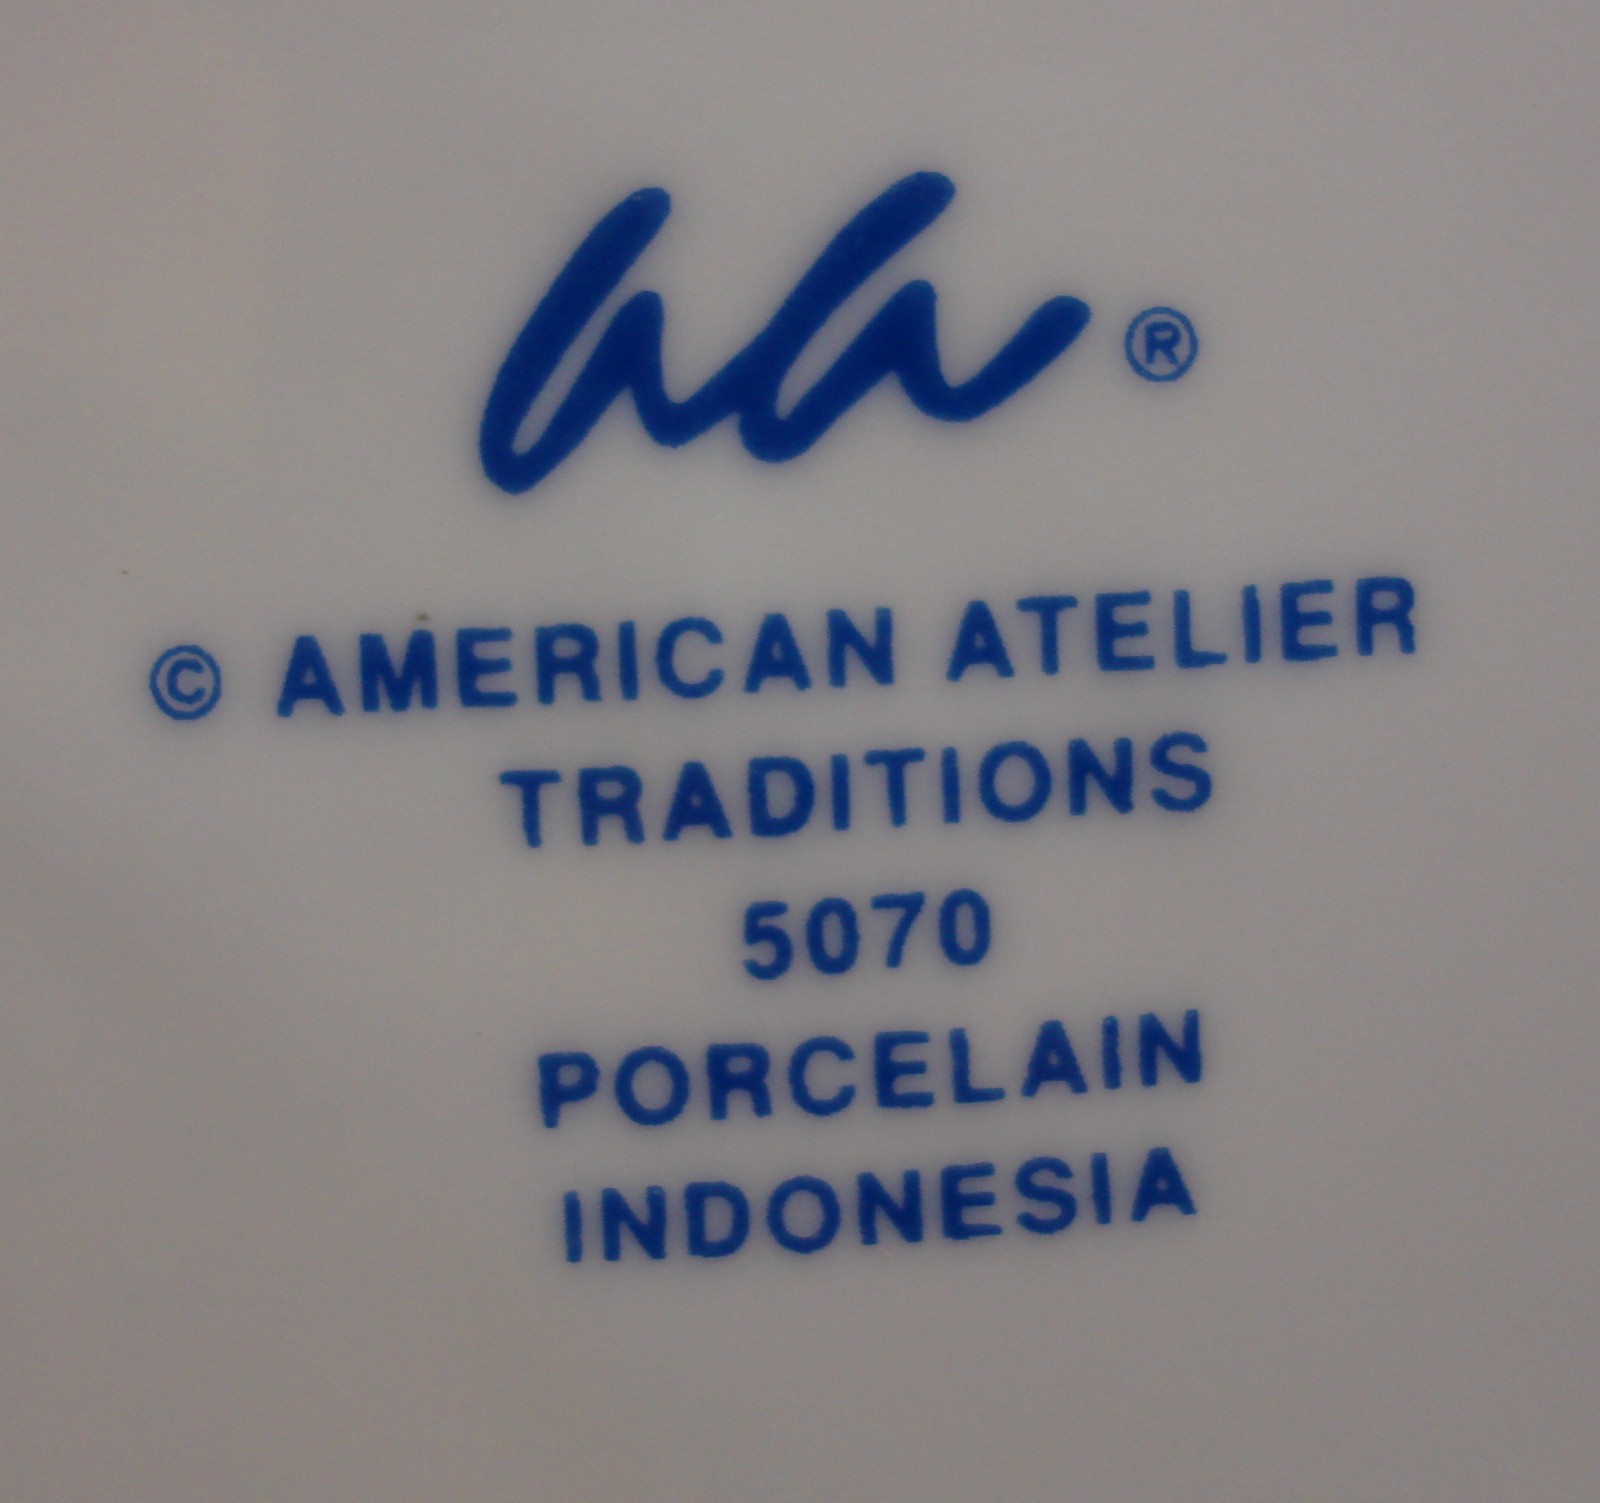 aa ®
© AMERICAN ATELIER
TRADITIONS
5070
PORCELAIN
INDONESIA